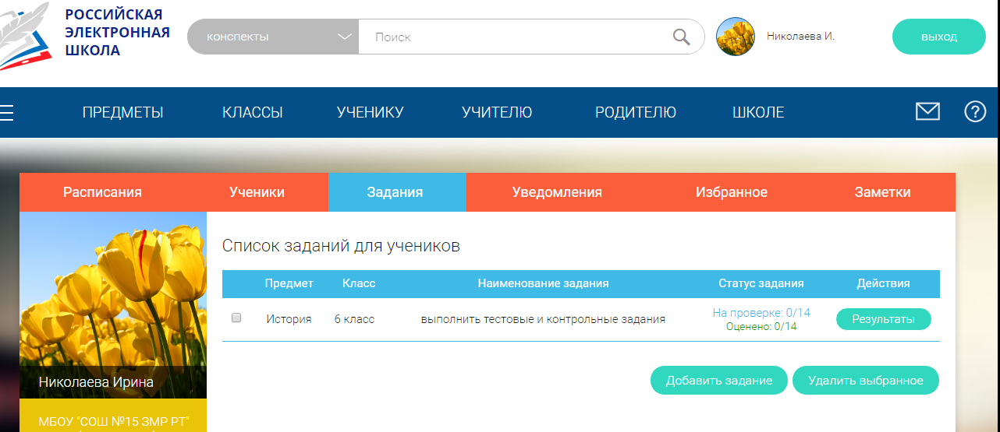 РОССИЙСКАЯ
ЭЛЕКТРОННАЯ
ШКОЛА
конспекты
Поиск
Николаева И.
выход
ПРЕДМЕТЫ КЛАССЫ УЧЕНИКУ УЧИТЕЛЮ РОДИТЕЛЮ ШКОЛЕ
Расписания Ученики Задания Уведомления Избранное Заметки
Список заданий для учеников
Предмет Класс Наименование задания Статус задания Действия
История 6 класс выполнить тестовые и контрольные задания На проверке: 0/14 Результаты
Оценено: 0/14
Добавить задание Удалить выбранное
Николаева Ирина
МБОУ "СОШ №15 ЗМР РТ"